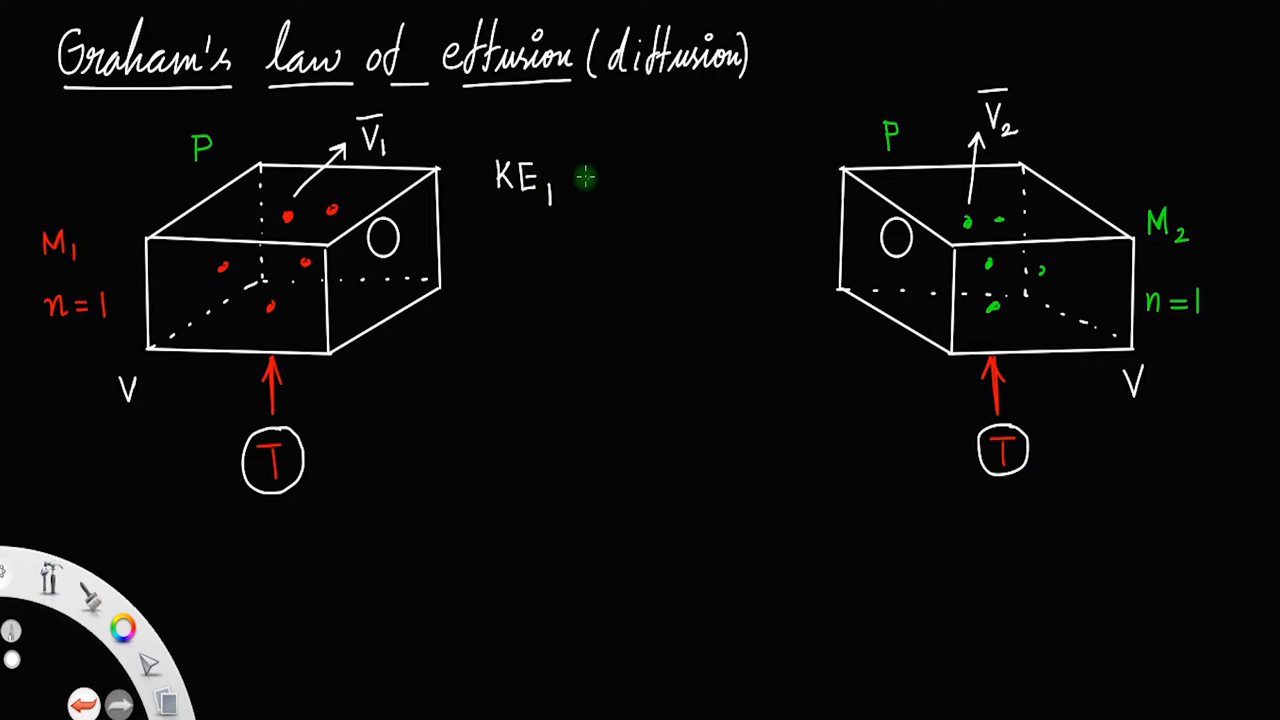 Graham's law of effusion (diffusion)
P
V̅₁
M₁
n = 1
V
T
KE₁
P
V̅₂
M₂
n = 1
V
T